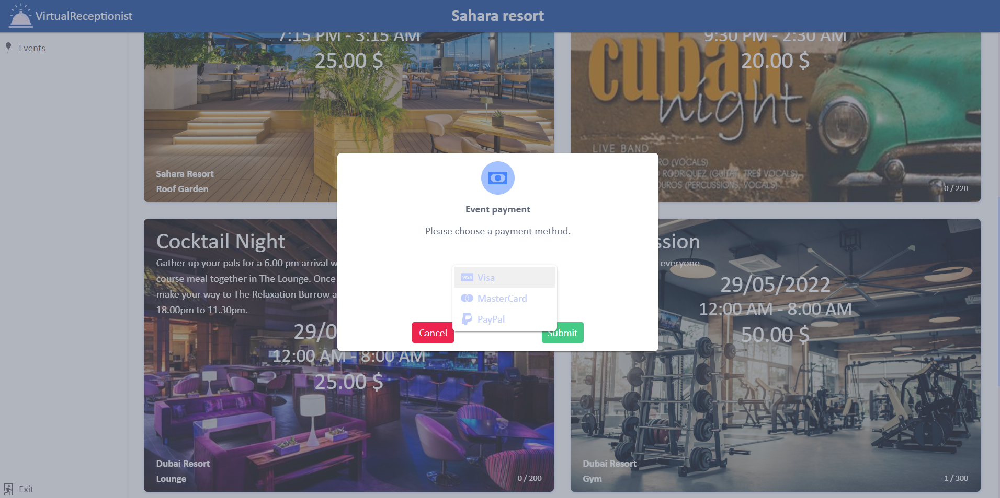 VirtualReceptionist
Sahara resort
Events
7:15 PM - 3:15 AM
25.00 $
Sahara Resort
Roof Garden
9:30 PM - 2:30 AM
20.00 $
cuban
night
LIVE BAND
RO (VOCALS)
RODRIQUEZ (GUITAT, TRES VOCALS)
DUROS (PERCUSSIONS, VOCALS)
0 / 220
Event payment
Please choose a payment method.
VISA Visa
MasterCard
PayPal
Cancel
Submit
Cocktail Night
Gather up your pals for a 6.00 pm arrival w
course meal together in The Lounge. Once
make your way to The Relaxation Burrow a
18.00pm to 11.30pm.
29/0
12:00 AM - 8:00 AM
25.00 $
Dubai Resort
Lounge
0 / 200
ssion
everyone
29/05/2022
12:00 AM - 8:00 AM
50.00 $
Dubai Resort
Gym
1 / 300
Exit